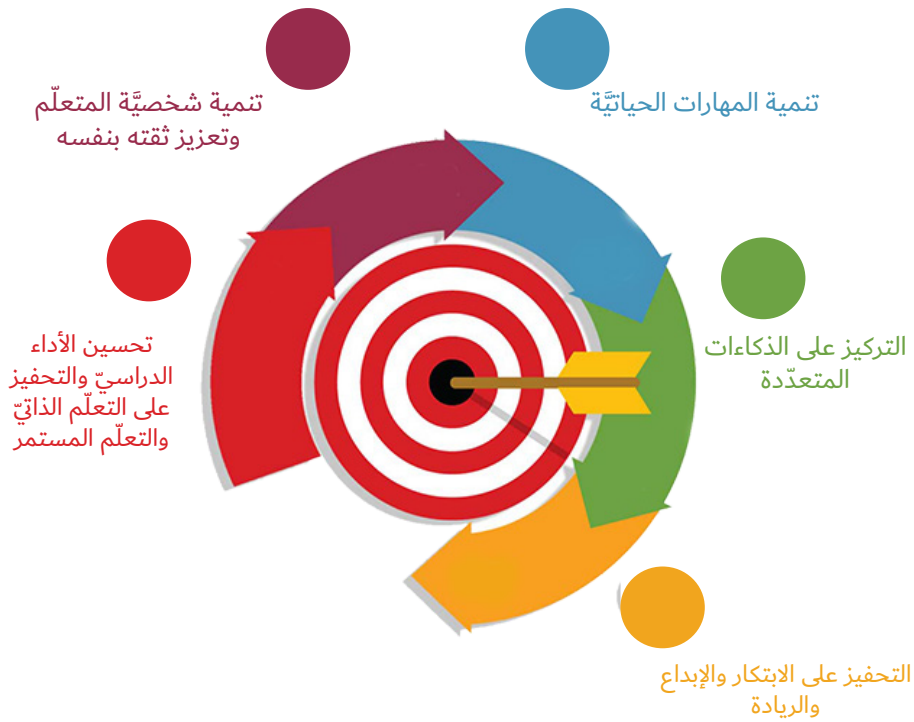 تنمية المهارات الحياتيَّة
تنمية شخصيَّة المتعلّم
وتعزيز ثقته بنفسه
التركيز على الذكاءات
المتعدّدة
تحسين الأداء
الدراسيّ والتحفيز
على التعلّم الذاتيّ
والتعلّم المستمر
التحفيز على الابتكار والإبداع
والريادة